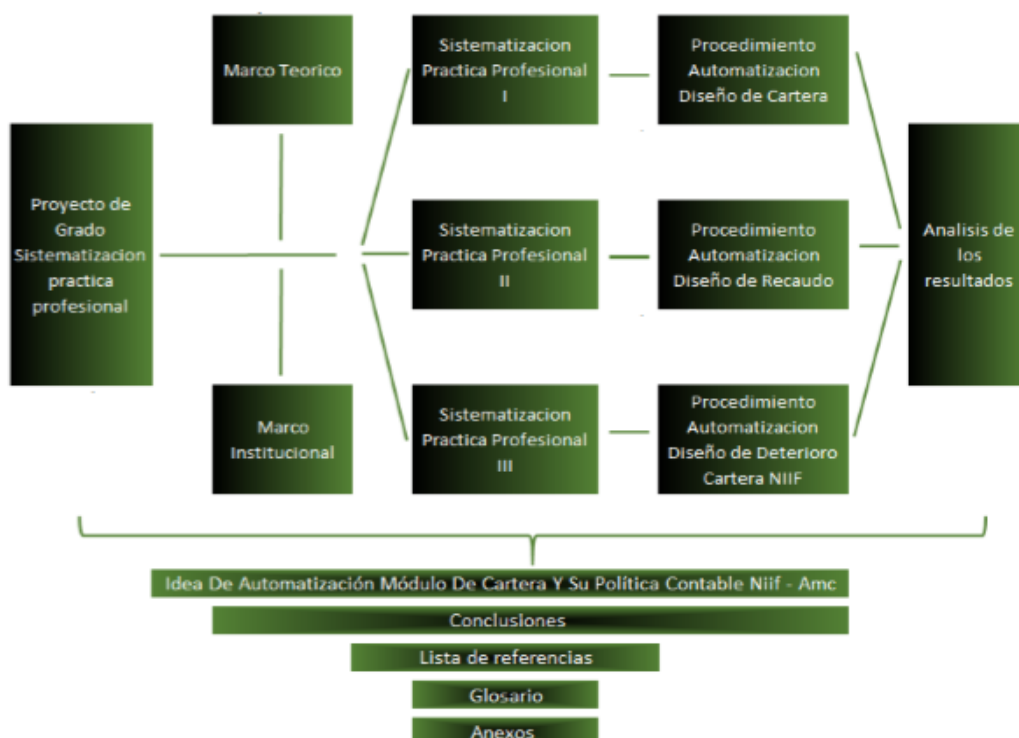 Proyecto de
Grado
Sistematizacion
practica
profesional
Marco Teorico
Marco
Institucional
Sistematizacion
Practica Profesional
I
Procedimiento
Automatizacion
Diseño de Cartera
Sistematizacion
Practica Profesional
II
Procedimiento
Automatizacion
Diseño de Recaudo
Sistematizacion
Practica Profesional
III
Procedimiento
Automatizacion
Diseño de Deterioro
Cartera NIIF
Analisis de
los
resultados
Idea De Automatización Módulo De Cartera Y Su Política Contable Niif - Amc
Conclusiones
Lista de referencias
Glosario
Anexos